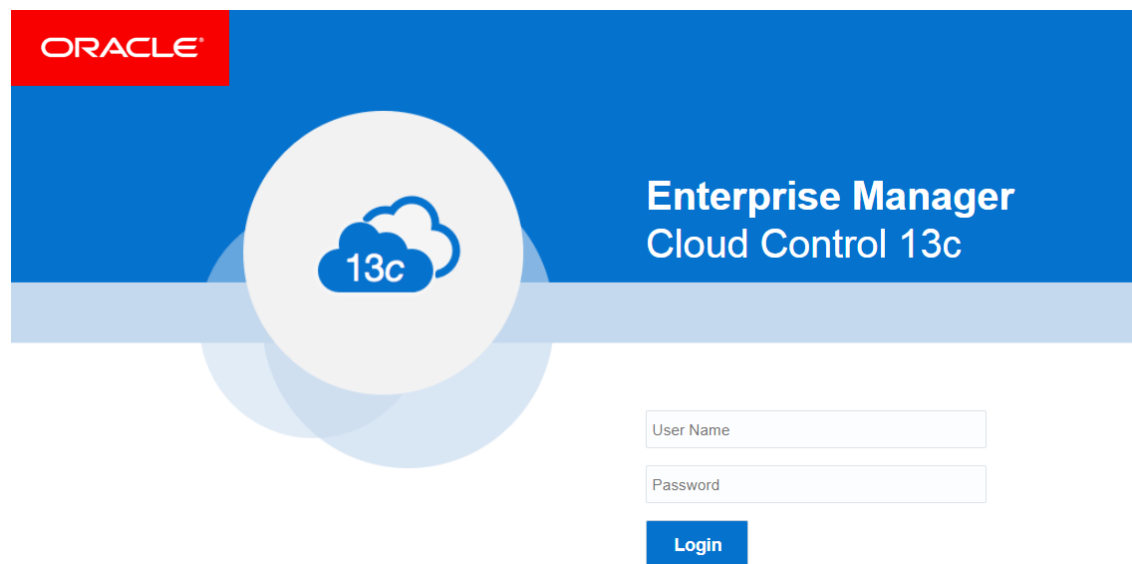 ORACLE®
13c
Enterprise Manager
Cloud Control 13c
User Name
Password
Login